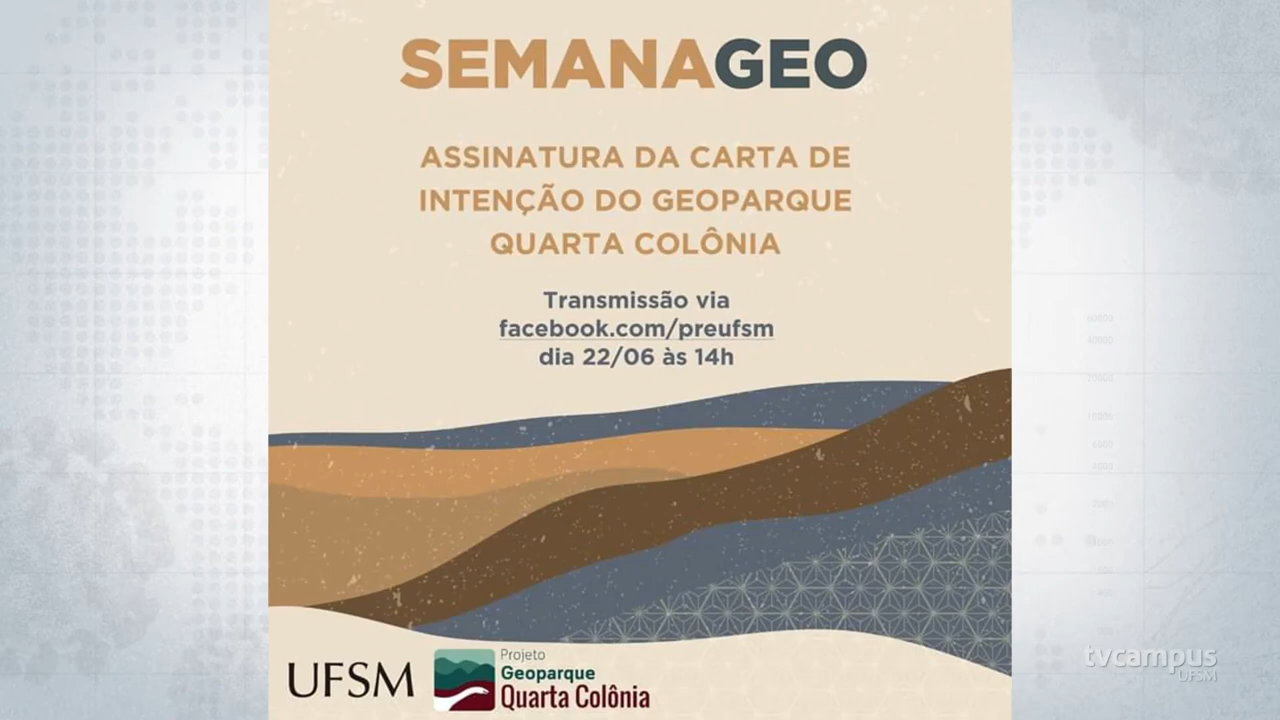 SEMANAGEO
ASSINATURA DA CARTA DE
INTENÇÃO DO GEOPARQUE
QUARTA COLÔNIA
Transmissão via
facebook.com/preufsm
dia 22/06 às 14h
UFSM
Projeto
Geoparque
Quarta Colônia
tvcampus
UFSM